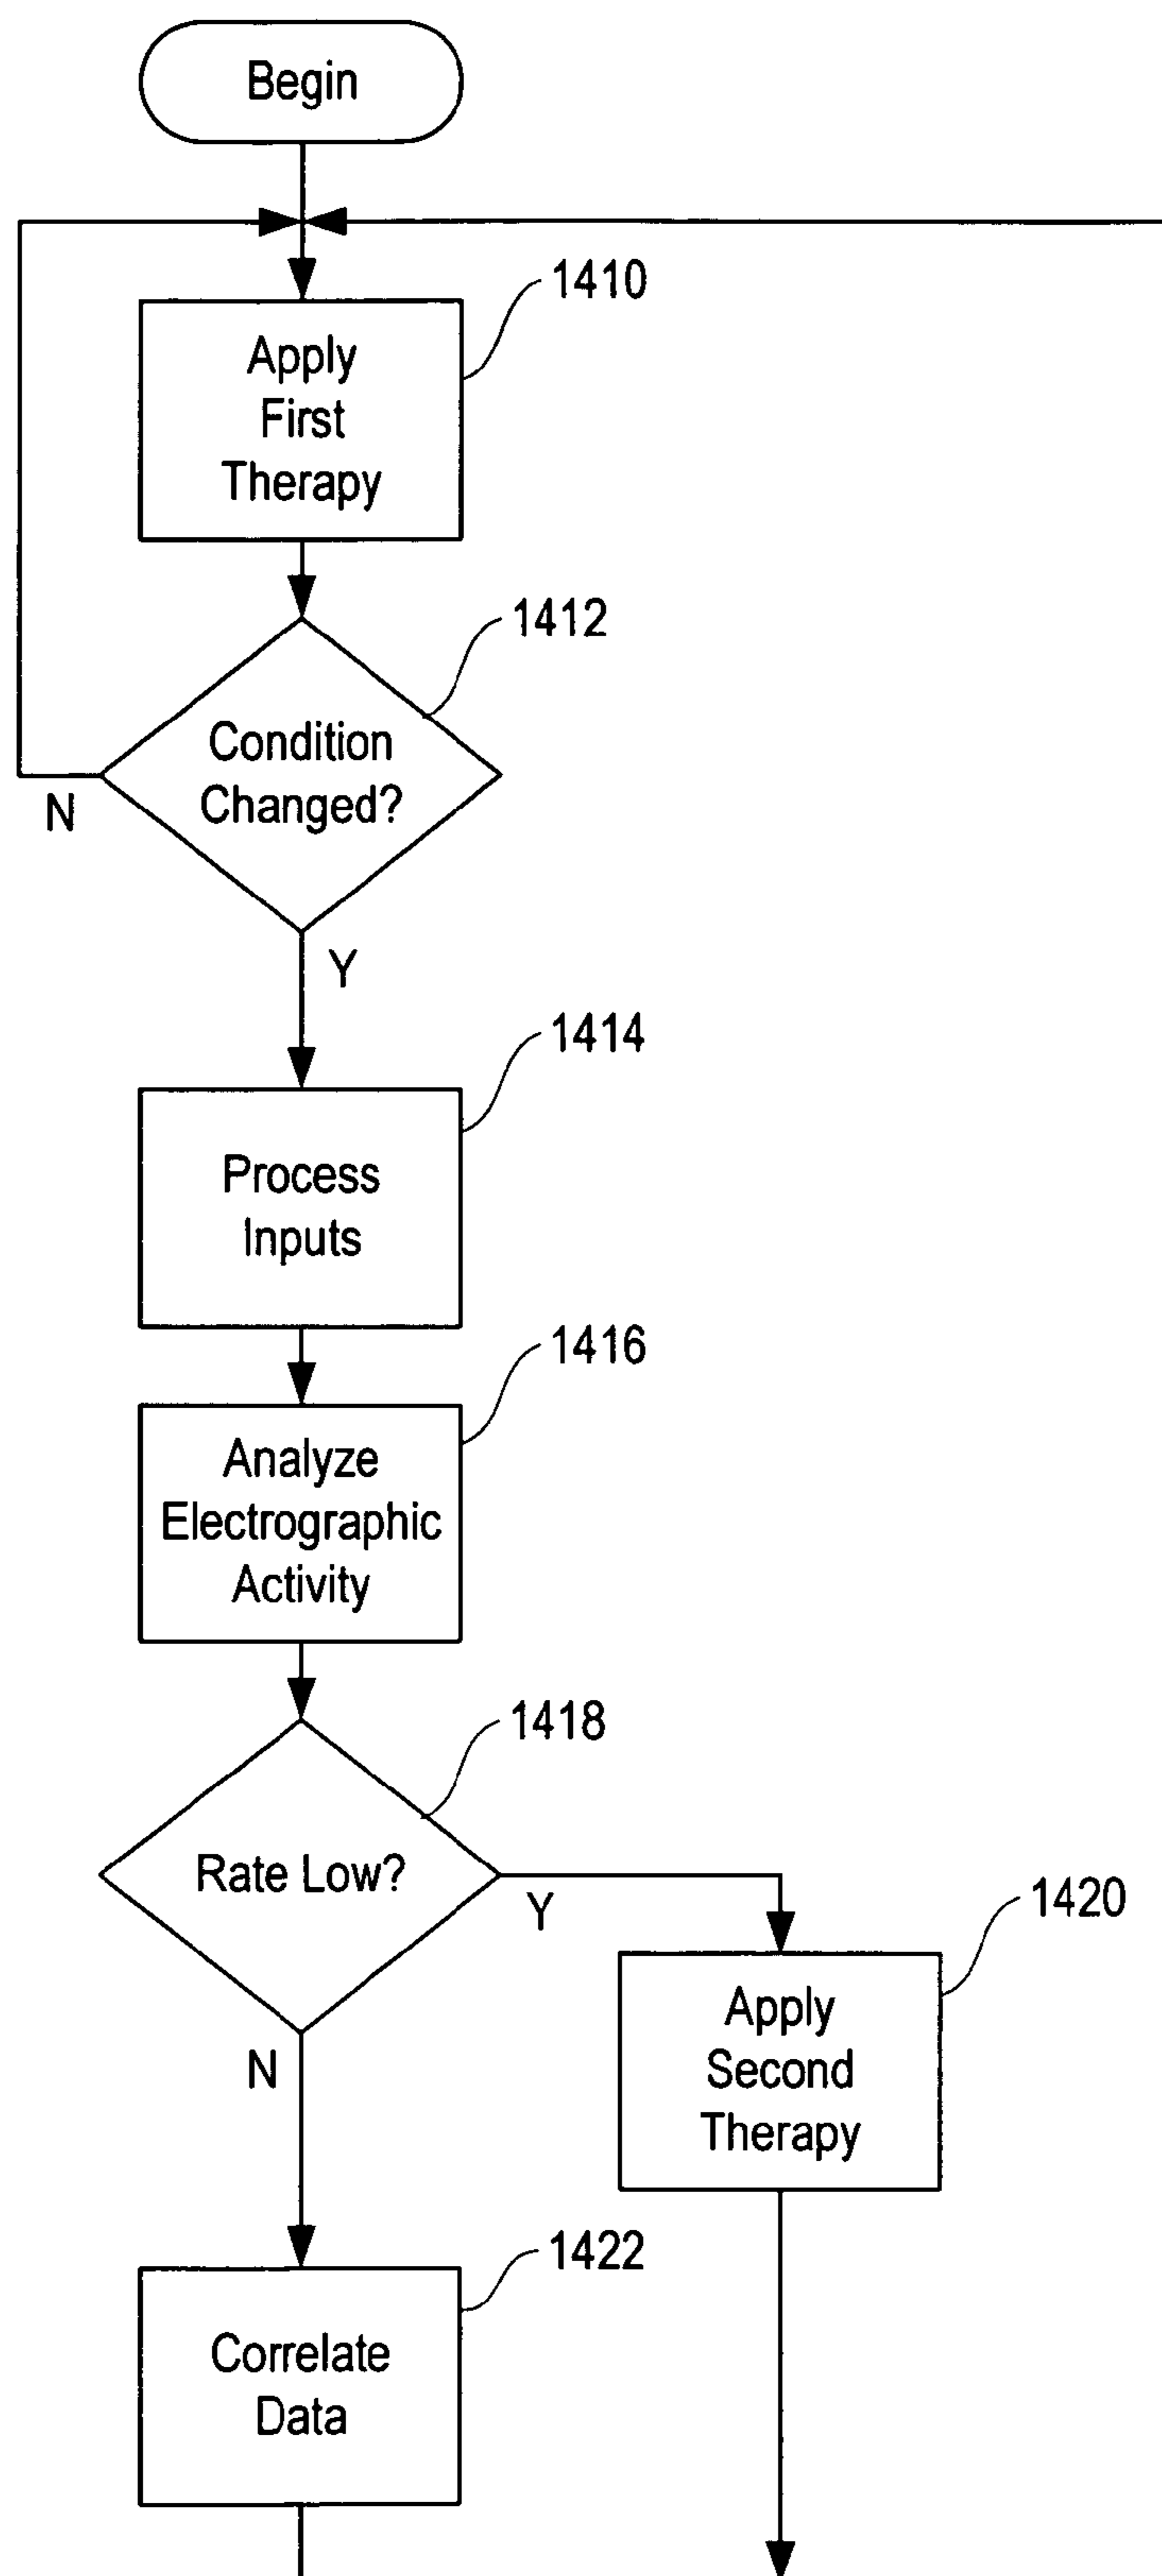 Begin
1410
Apply
First
Therapy
1412
Condition
Changed?
N
Y
1414
Process
Inputs
1416
Analyze
Electrographic
Activity
1418
Rate Low?
Y
N
1420
Apply
Second
Therapy
1422
Correlate
Data